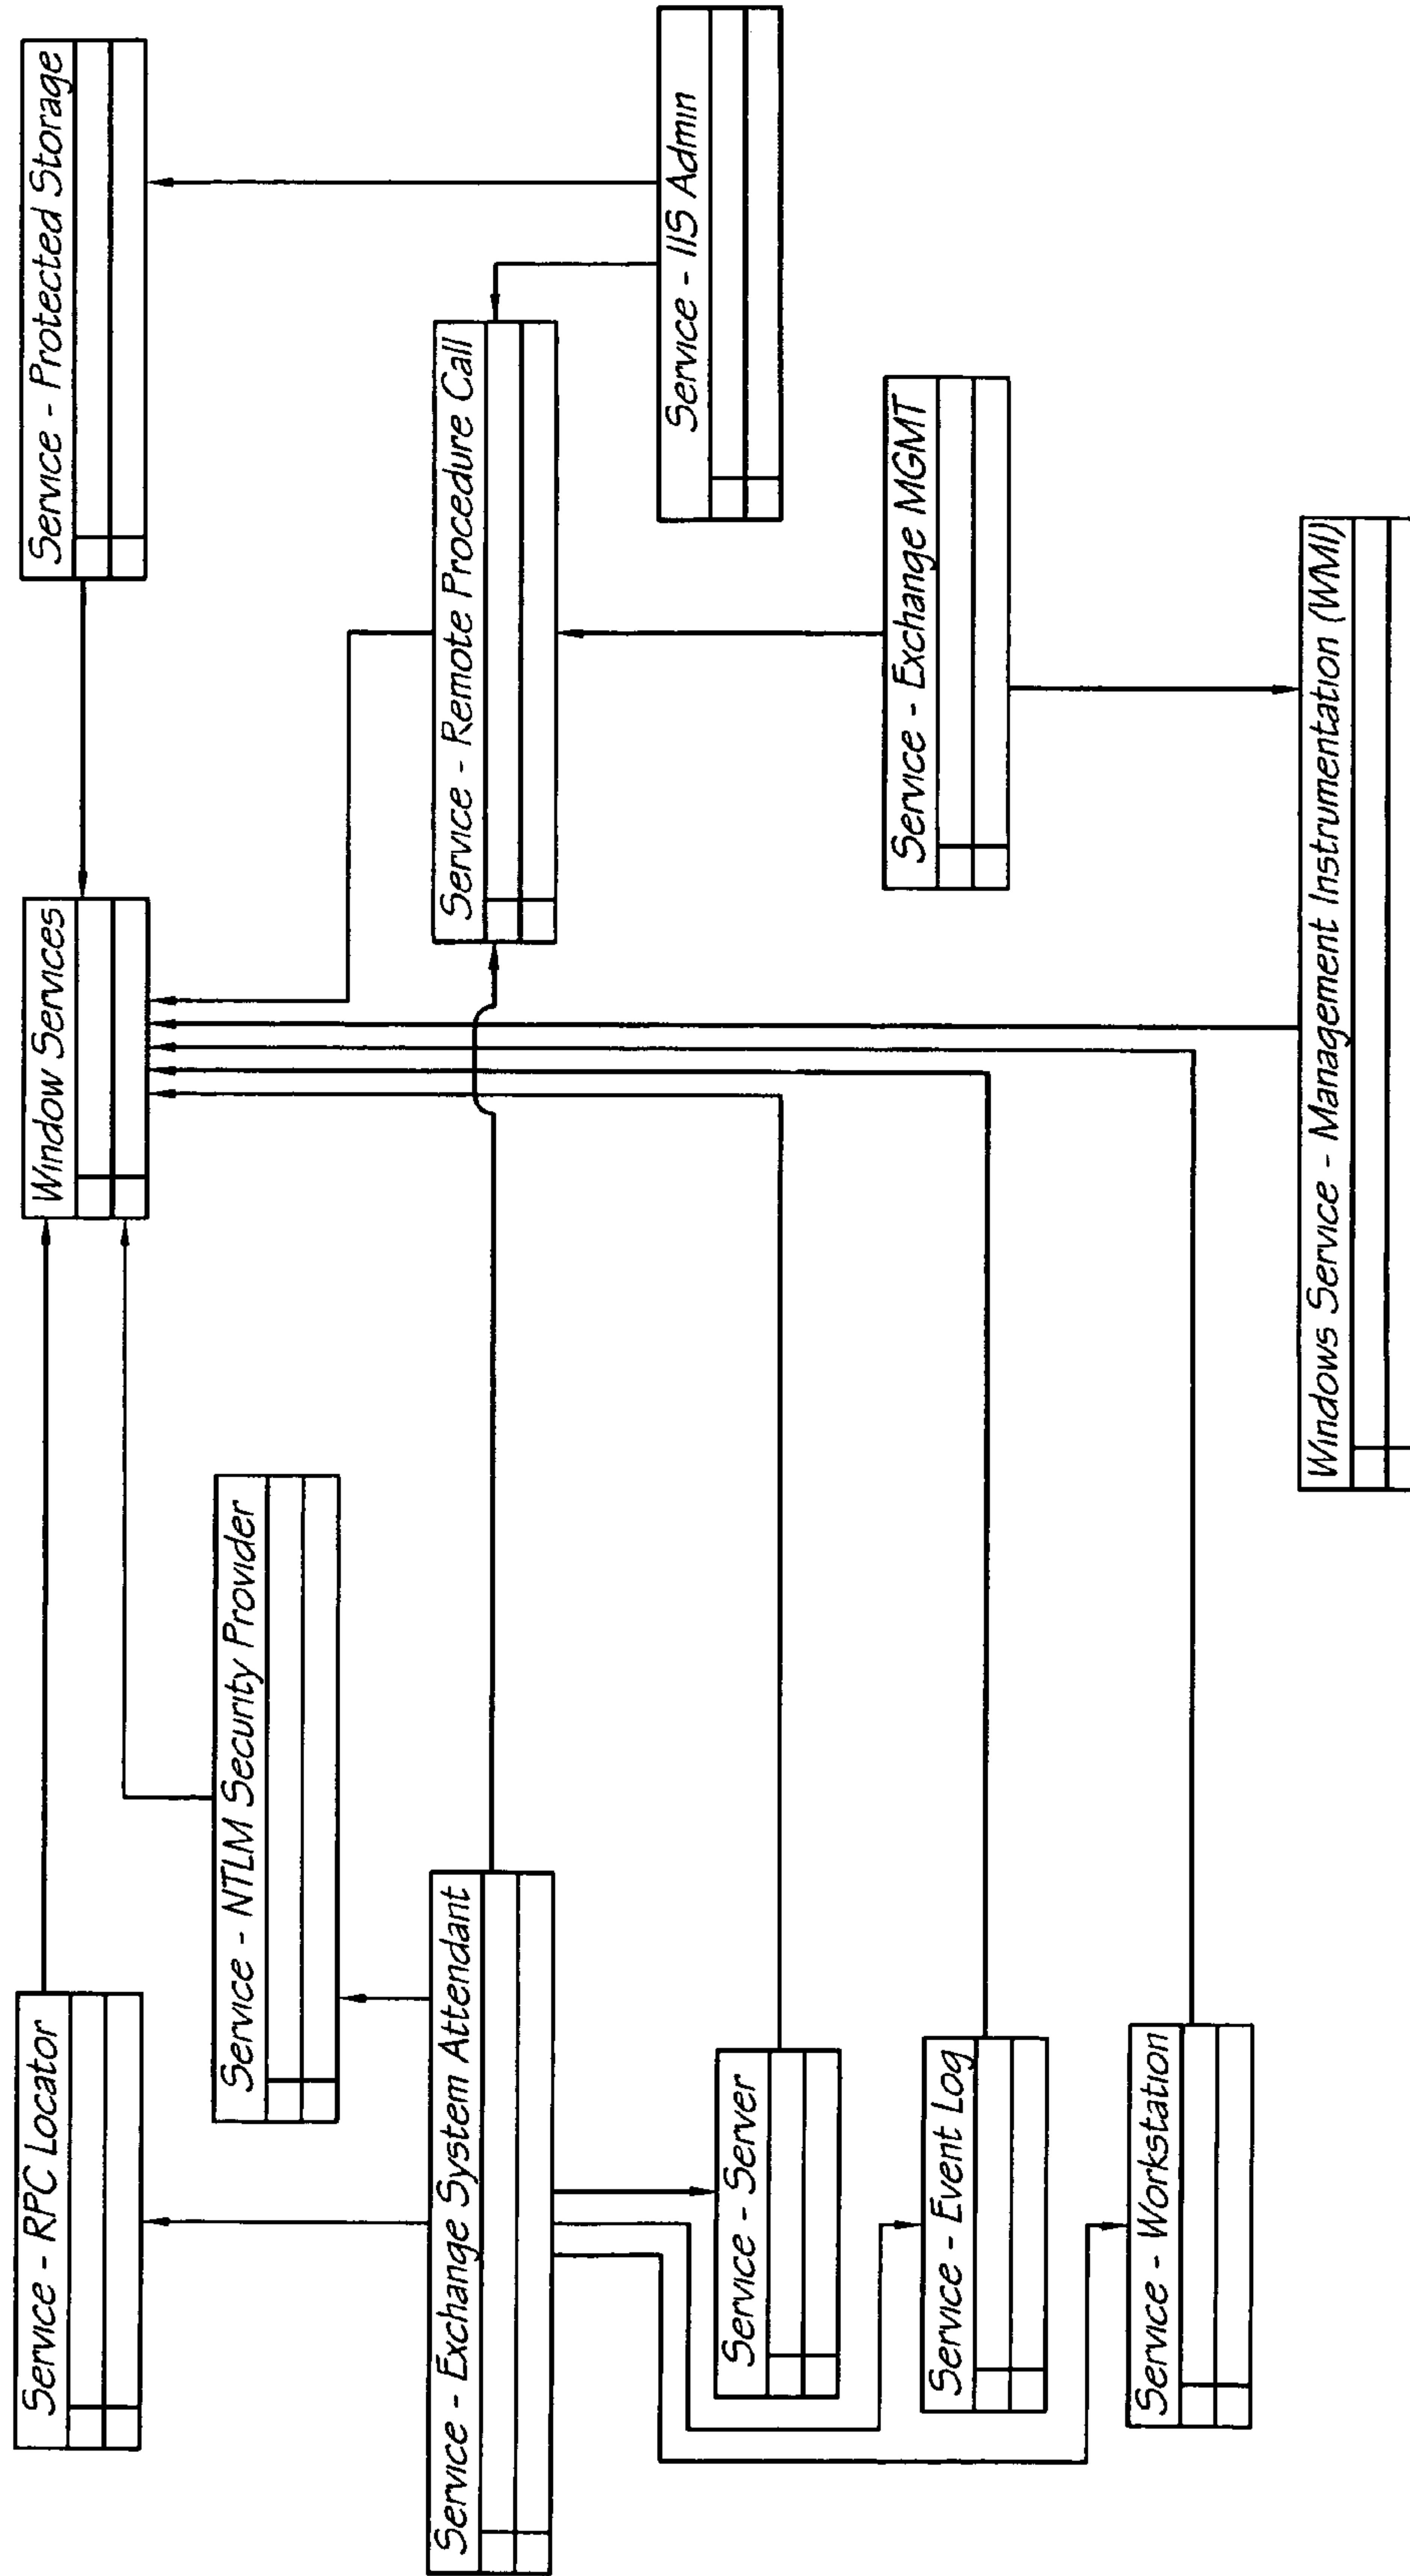 Service - RPC Locator
Window Services
Service - Protected Storage
Service - NTLM Security Provider
Service - Exchange System Attendant
Service - Remote Procedure Call
Service - IIS Admin
Service - Server
Service - Exchange MGMT
Service - Event Log
Service - Workstation
Windows Service - Management Instrumentation (WMI)